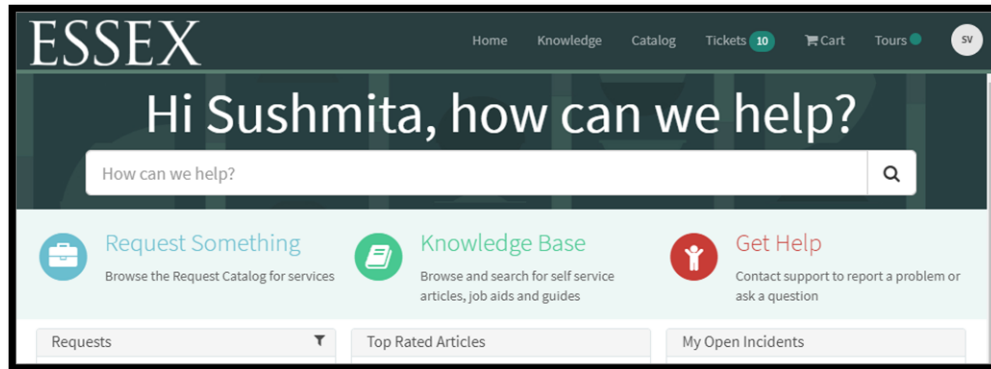 ESSEX
Home Knowledge Catalog Tickets 10 Cart Tours SV
Hi Sushmita, how can we help?
How can we help?
Request Something
Browse the Request Catalog for services
Knowledge Base
Browse and search for self service
articles, job aids and guides
Get Help
Contact support to report a problem or
ask a question
Requests
Top Rated Articles
My Open Incidents